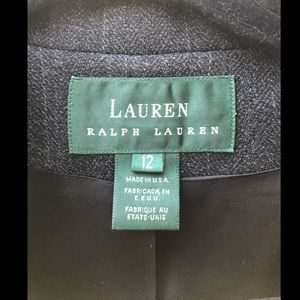 LAUREN
RALPH LAUREN
12
MADE IN U.S.A.
FABRICADA EN
E.E.U.U.
FABRIQUE AU
ETATS-UNIS